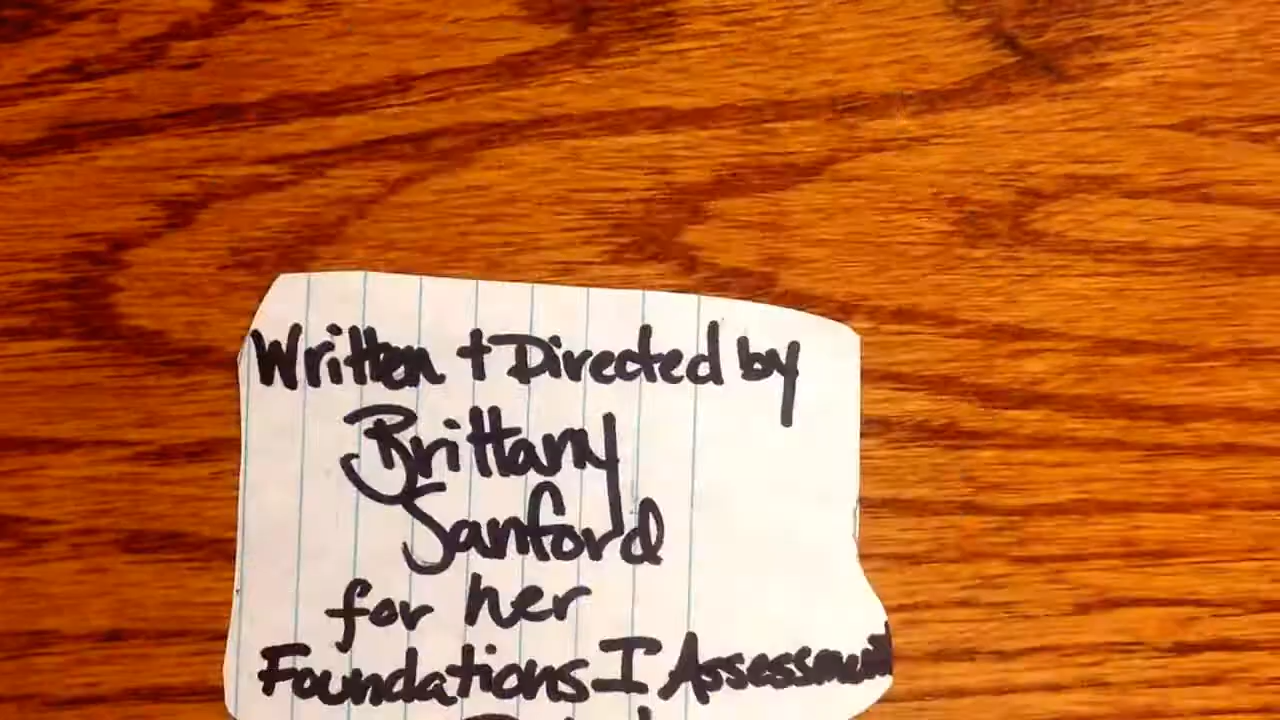 Written + Directed by
Brittany
Sanford
for her
Foundations I Assessment